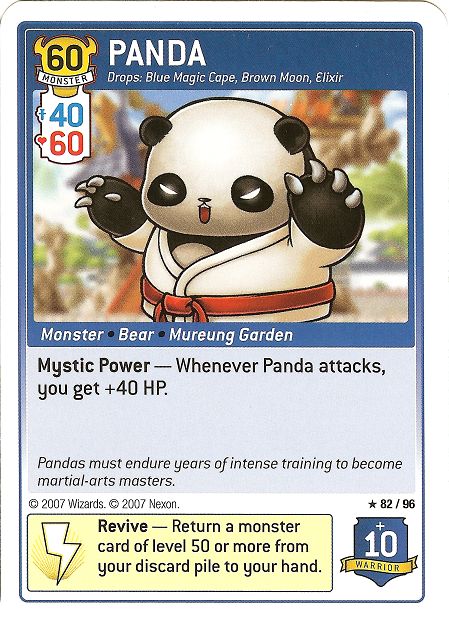 60
MONSTER
PANDA
Drops: Blue Magic Cape, Brown Moon, Elixir
40
60
Monster • Bear • Mureung Garden
Mystic Power — Whenever Panda attacks,
you get +40 HP.
Pandas must endure years of intense training to become
martial-arts masters.
© 2007 Wizards. © 2007 Nexon.
★ 82 / 96
Revive — Return a monster
card of level 50 or more from
your discard pile to your hand.
+
10
WARRIOR